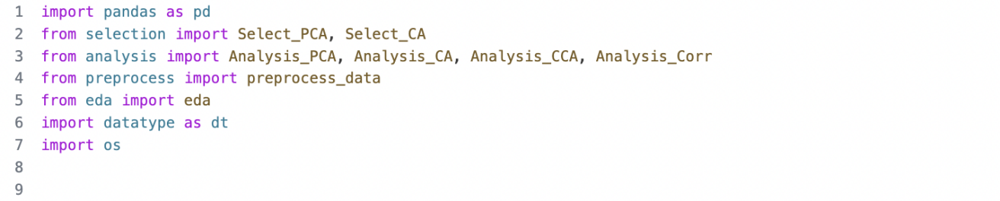 1 import pandas as pd
2 from selection import Select_PCA, Select_CA
3 from analysis import Analysis_PCA, Analysis_CA, Analysis_CCA, Analysis_Corr
4 from preprocess import preprocess_data
5 from eda import eda
6 import datatype as dt
7 import os
8
9